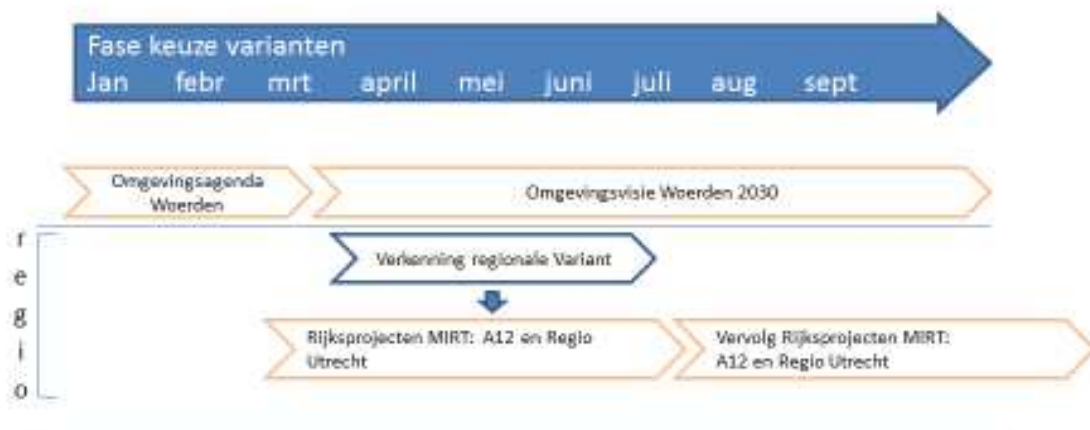 Fase keuze varianten
Jan febr mrt april mei juni juli aug sept
Omgevingsagenda
Woerden
Omgevingsvisie Woerden 2030
regio
Verkenning regionale Variant
Rijksprojecten MIRT: A12 en Regio
Utrecht
Vervolg Rijksprojecten MIRT:
A12 en Regio Utrecht